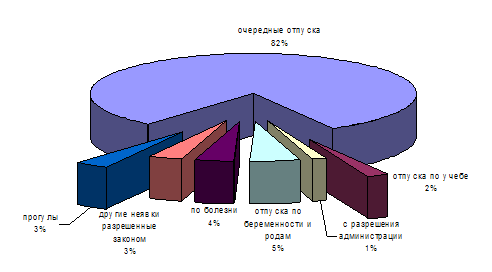 очередные отпуска
82%
отпуска по учебе
2%
с разрешения
администрации
1%
отпуска по
беременности и
родам
5%
по болезни
4%
другие неявки
разрешенные
законом
3%
прогулы
3%